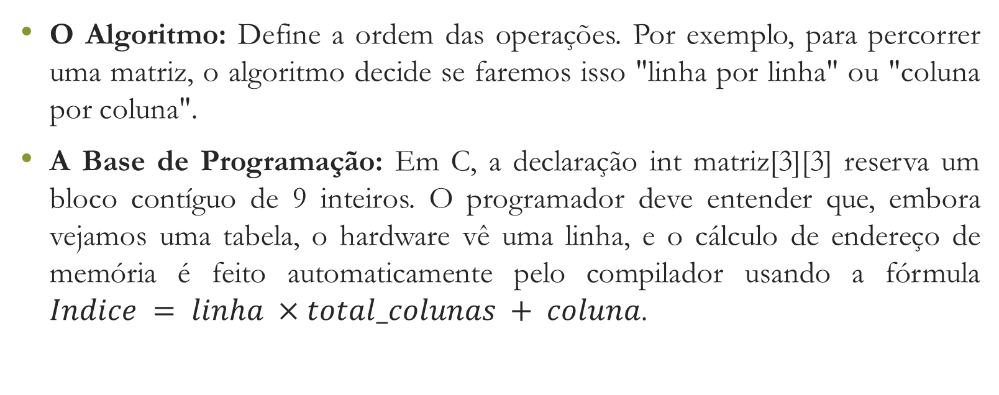 • O Algoritmo: Define a ordem das operações. Por exemplo, para percorrer
uma matriz, o algoritmo decide se faremos isso "linha por linha" ou "coluna
por coluna".
• A Base de Programação: Em C, a declaração int matriz[3][3] reserva um
bloco contíguo de 9 inteiros. O programador deve entender que, embora
vejamos uma tabela, o hardware vê uma linha, e o cálculo de endereço de
memória é feito automaticamente pelo compilador usando a fórmula
Indice = linha × total_colunas + coluna.